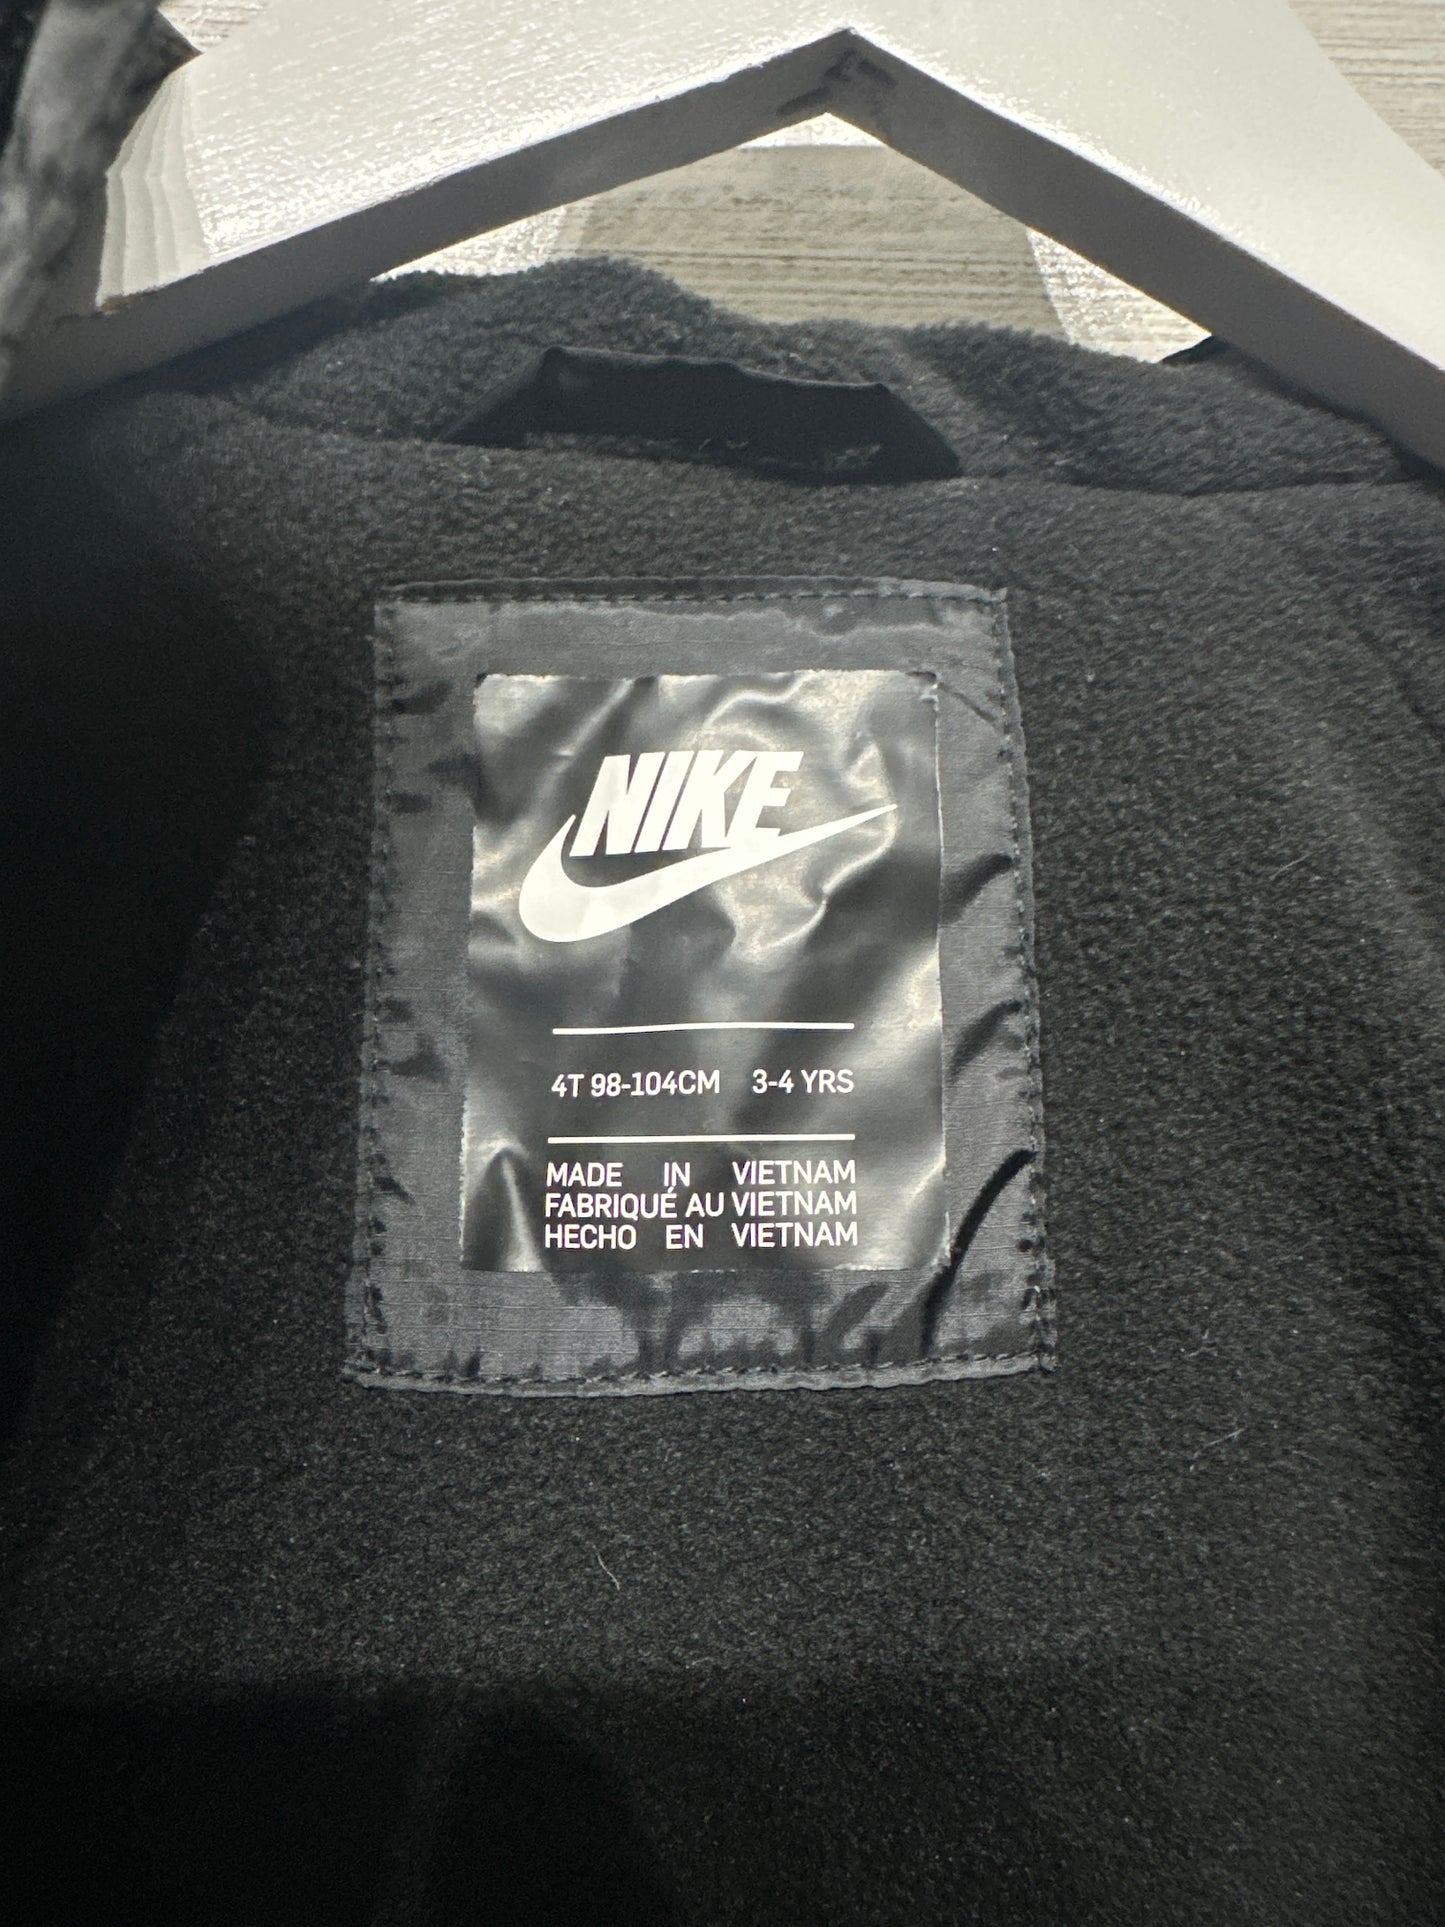 NIKE
4T 98-104CM 3-4 YRS
MADE IN VIETNAM
FABRIQUÉ AU VIETNAM
HECHO EN VIETNAM